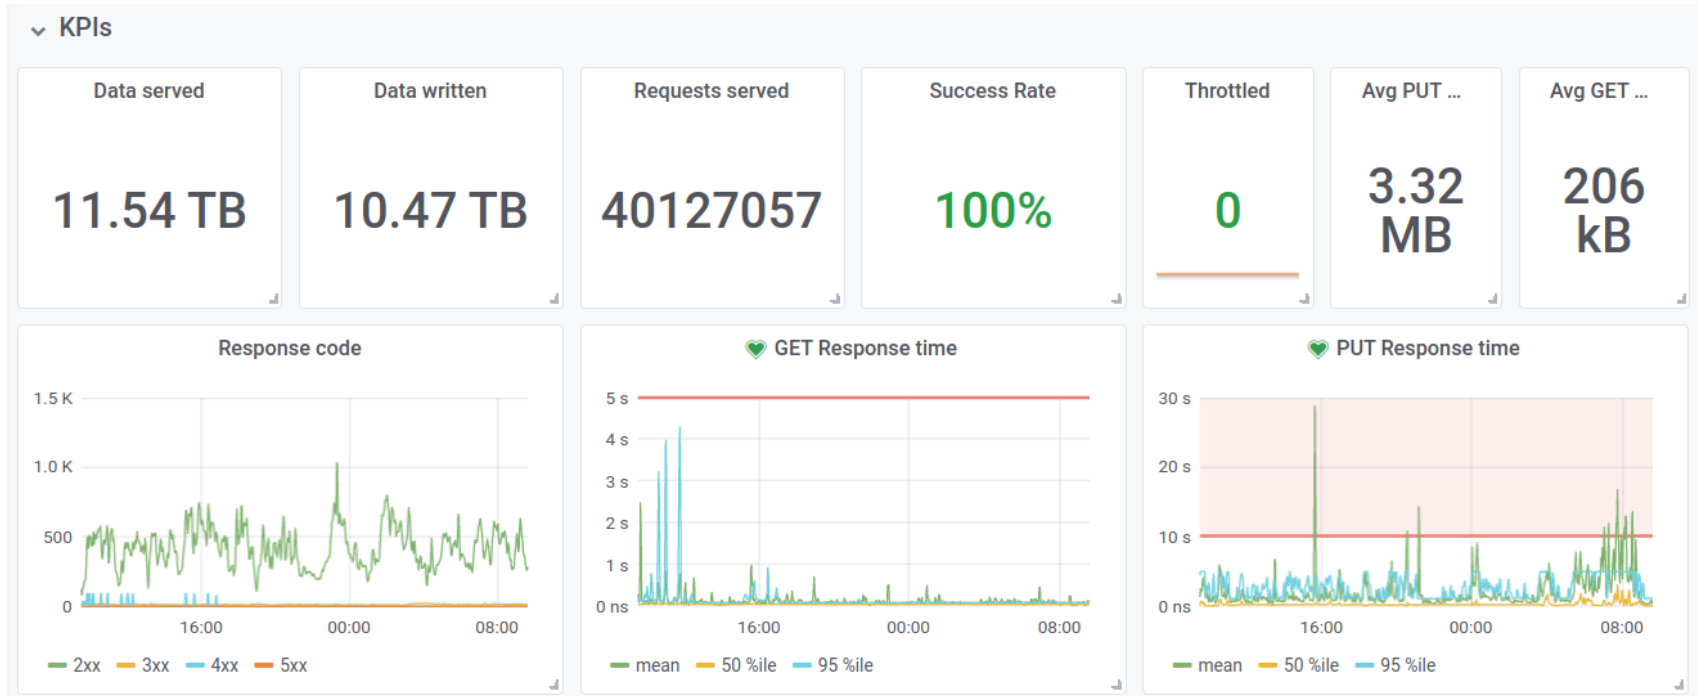 KPIs
Data served
Data written
Requests served
Success Rate
Throttled
Avg PUT ...
Avg GET ...
11.54 TB
10.47 TB
40127057
100%
0
3.32
MB
206
kB
Response code
1.5 K
1.0 K
500
0
16:00
00:00
08:00
2xx
3xx
4xx
5xx
GET Response time
5 s
4 s
3 s
2 s
1 s
0 ns
16:00
00:00
08:00
mean
50 %ile
95 %ile
PUT Response time
30 s
20 s
10 s
0 ns
16:00
00:00
08:00
mean
50 %ile
95 %ile